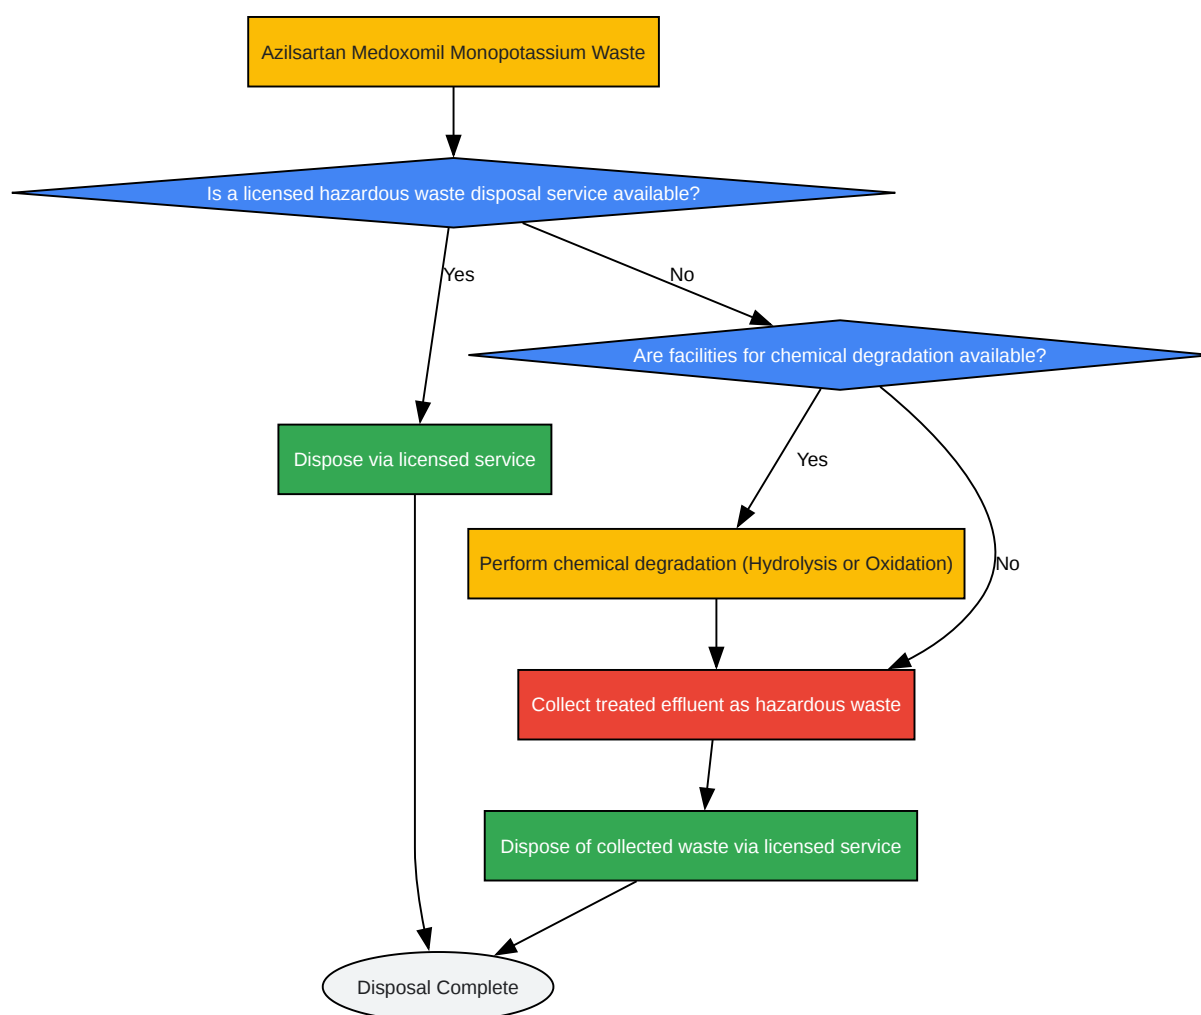 Azilsartan Medoxomil Monopotassium Waste
Is a licensed hazardous waste disposal service available?
Yes
No
Are facilities for chemical degradation available?
Dispose via licensed service
Yes
Perform chemical degradation (Hydrolysis or Oxidation)
No
Collect treated effluent as hazardous waste
Dispose of collected waste via licensed service
Disposal Complete